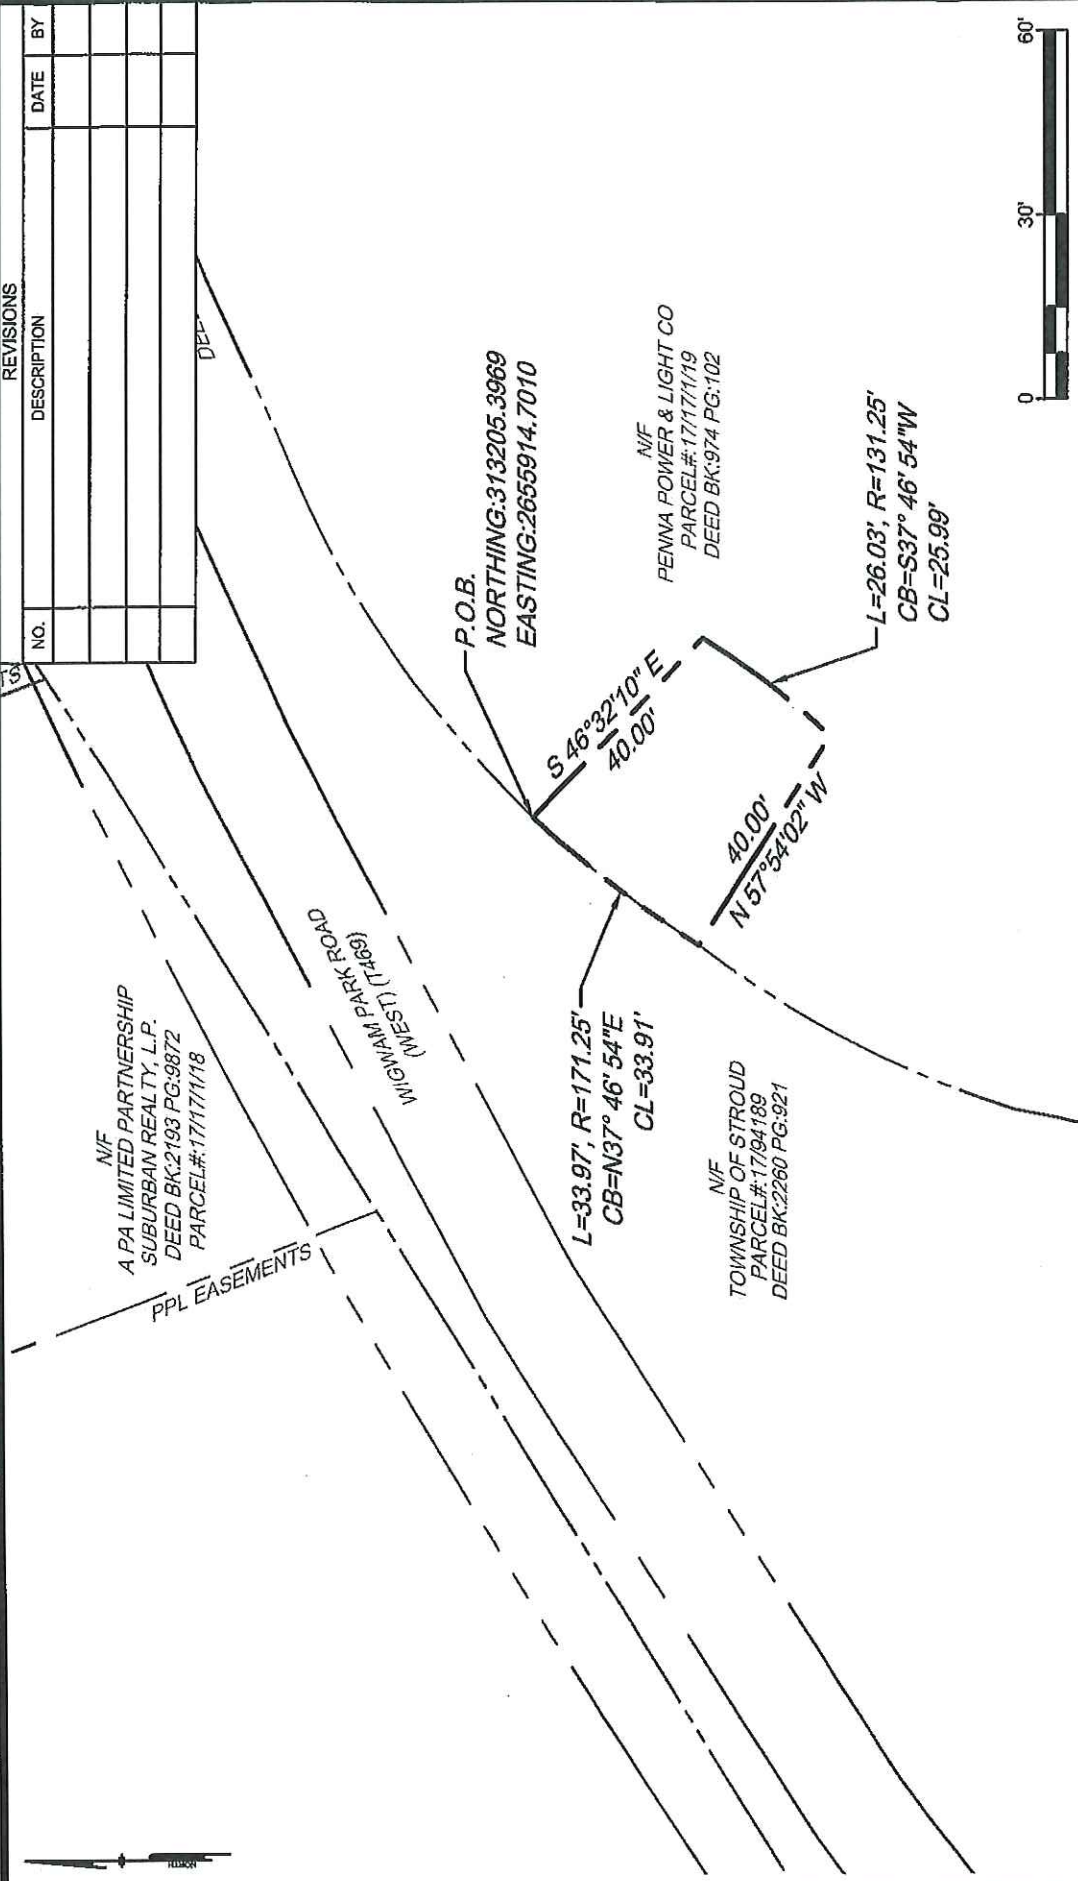 REVISIONS
NO. DESCRIPTION DATE BY
TS
N/F
A PA LIMITED PARTNERSHIP
SUBURBAN REALTY, L.P.
DEED BK:2193 PG:9872
PARCEL#:17/17/1/18
PPL EASEMENTS
WIGWAM PARK ROAD
(WEST) (T469)
P.O.B.
NORTHING:313205.3969
EASTING:2655914.7010
S 46°32'10" E
40.00'
N/F
PENNA POWER & LIGHT CO
PARCEL#:17/17/1/19
DEED BK:974 PG:102
L=33.97', R=171.25'
CB=N37° 46' 54"E
CL=33.91'
40.00'
N 57°54'02" W
L=26.03', R=131.25'
CB=S37° 46' 54"W
CL=25.99'
N/F
TOWNSHIP OF STROUD
PARCEL#:17/94189
DEED BK:2260 PG:921
0 30' 60'
NORTH